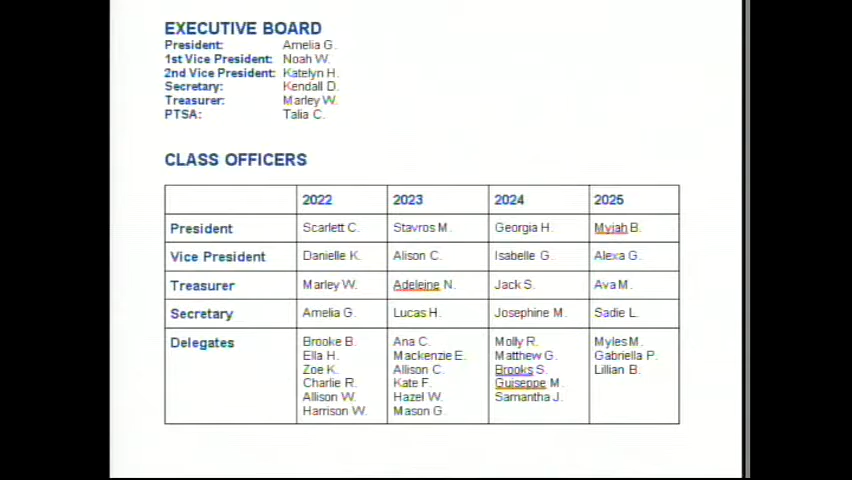 EXECUTIVE BOARD
President: Amelia G.
1st Vice President: Noah W.
2nd Vice President: Katelyn H.
Secretary: Kendall D.
Treasurer: Marley W.
PTSA: Talia C.
CLASS OFFICERS
2022 2023 2024 2025
President Scarlett C. Stavros M. Georgia H. Myiah B.
Vice President Danielle K. Alison C. Isabelle G. Alexa G.
Treasurer Marley W. Adeleine N. Jack S. Ava M.
Secretary Amelia G. Lucas H. Josephine M. Sadie L.
Delegates Brooke B. Ana C. Molly R. Myles M.
Ella H. Mackenzie E. Matthew G. Gabriella P.
Zoe K. Allison C. Brooks S. Lillian B.
Charlie R. Kate F. Guiseppe M.
Allison W. Hazel W. Samantha J.
Harrison W. Mason G.